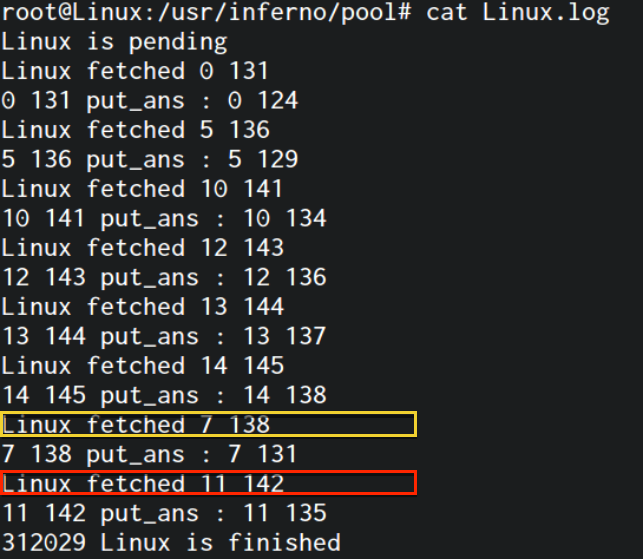 root@Linux:/usr/inferno/pool# cat Linux.log
Linux is pending
Linux fetched 0 131
0 131 put_ans : 0 124
Linux fetched 5 136
5 136 put_ans : 5 129
Linux fetched 10 141
10 141 put_ans : 10 134
Linux fetched 12 143
12 143 put_ans : 12 136
Linux fetched 13 144
13 144 put_ans : 13 137
Linux fetched 14 145
14 145 put_ans : 14 138
Linux fetched 7 138
7 138 put_ans : 7 131
Linux fetched 11 142
11 142 put_ans : 11 135
312029 Linux is finished